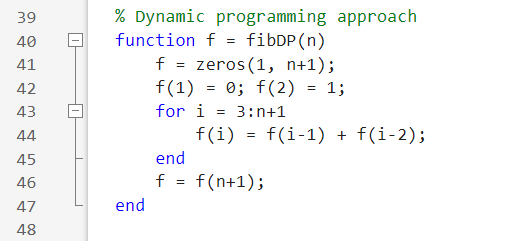 39 % Dynamic programming approach
40 function f = fibDP(n)
41 f = zeros(1, n+1);
42 f(1) = 0; f(2) = 1;
43 for i = 3:n+1
44 f(i) = f(i-1) + f(i-2);
45 end
46 f = f(n+1);
47 end
48